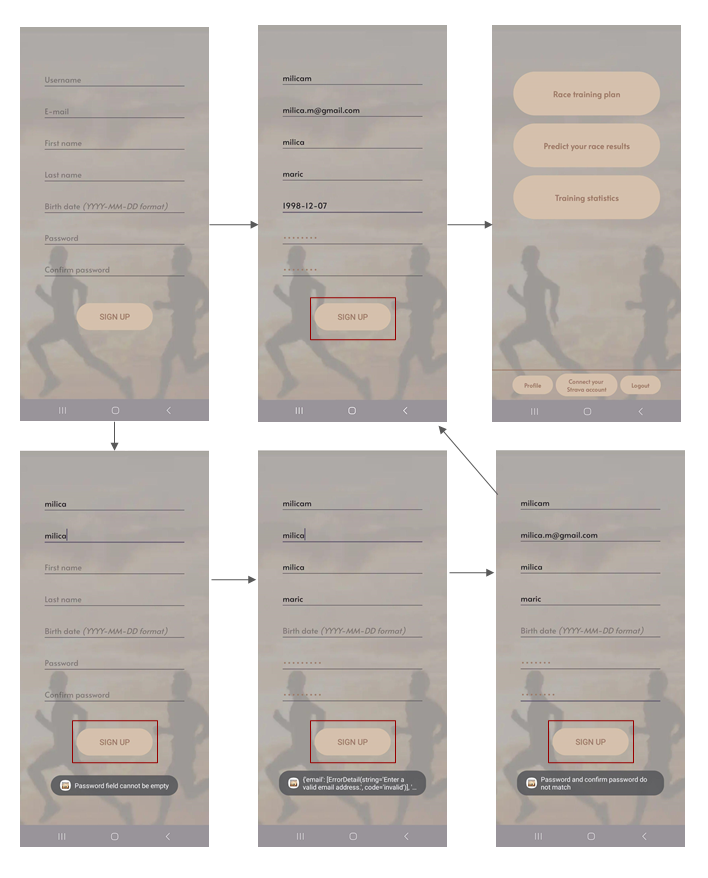 Username
E-mail
First name
Last name
Birth date (YYYY-MM-DD format)
Password
Confirm password
SIGN UP
milicam
milica.m@gmail.com
milica
maric
1998-12-07
SIGN UP
Race training plan
Predict your race results
Training statistics
Profile
Connect your
Strava account
Logout
milica
milica
First name
Last name
Birth date (YYYY-MM-DD format)
Password
Confirm password
SIGN UP
Password field cannot be empty
milicam
milica
milica
maric
Birth date (YYYY-MM-DD format)
SIGN UP
{'email': [ErrorDetail(string='Enter a
valid email address.', code='invalid')], '...
milicam
milica.m@gmail.com
milica
maric
Birth date (YYYY-MM-DD format)
SIGN UP
Password and confirm password do
not match